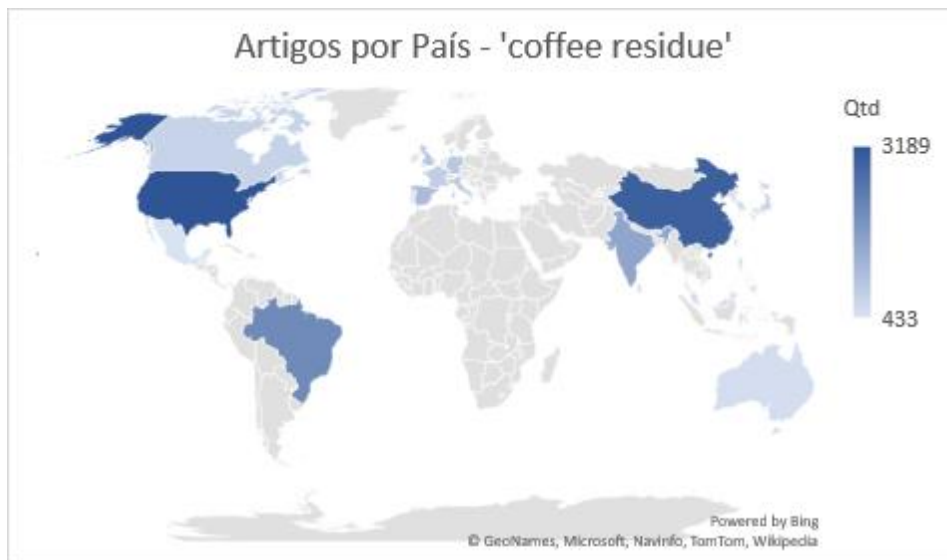 Artigos por País - 'coffee residue'
Qtd
3189
433
Powered by Bing
© GeoNames, Microsoft, Navinfo, TomTom, Wikipedia